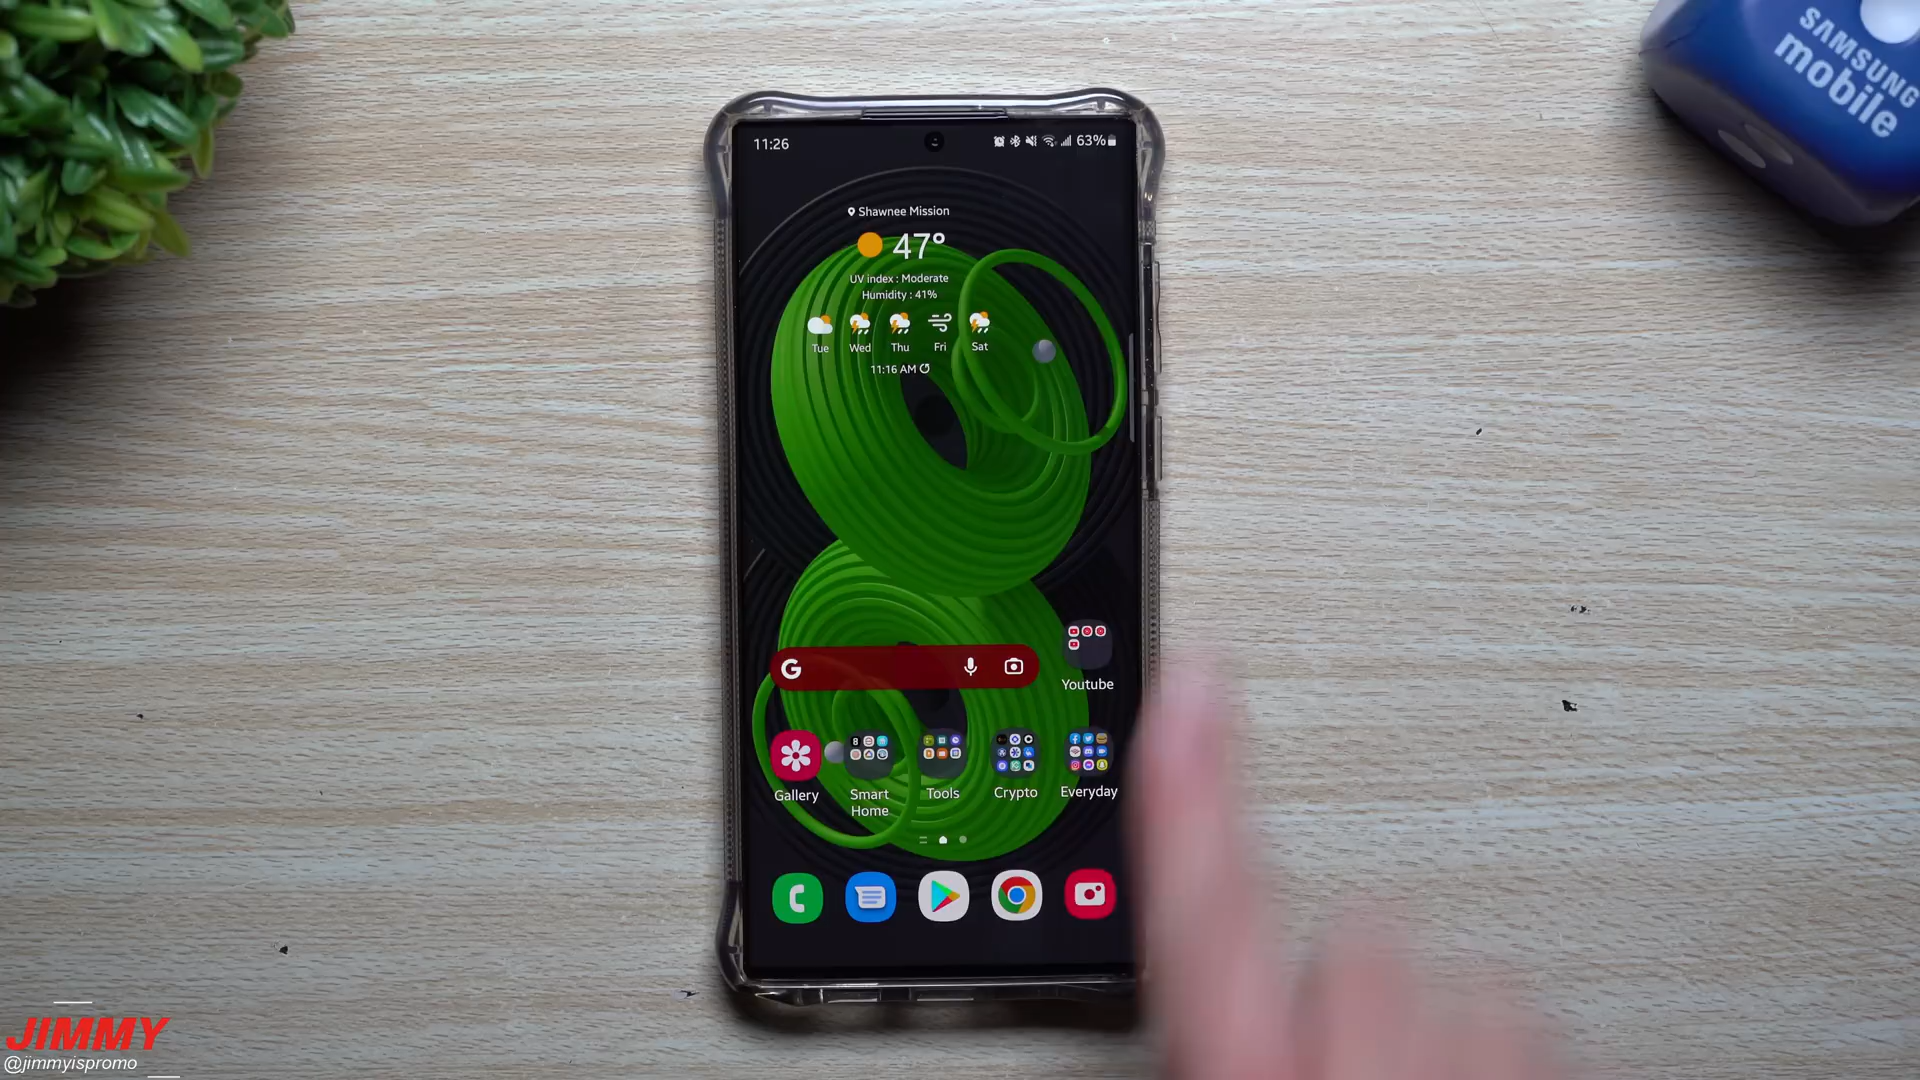 SAMSUNG
mobile
11:26
63%
Shawnee Mission
47°
UV index : Moderate
Humidity : 41%
Tue Wed Thu Fri Sat
11:16 AM
G
Youtube
Gallery
Smart
Home
Tools
Crypto
Everyday
JIMMY
@jimmyispromo